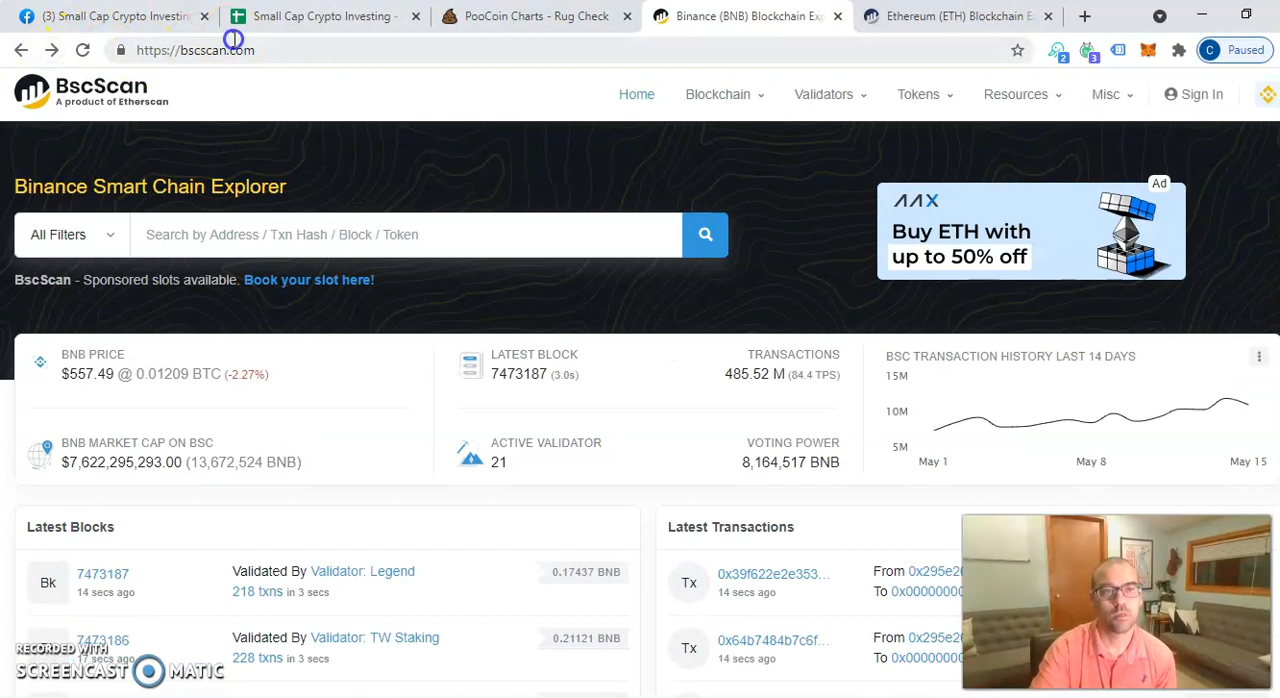 (3) Small Cap Crypto Investin
Small Cap Crypto Investing -
PooCoin Charts - Rug Check
Binance (BNB) Blockchain Ex
Ethereum (ETH) Blockchain E
https://bscscan.com
2
3
C
Paused
BscScan
A product of Etherscan
Home
Blockchain
Validators
Tokens
Resources
Misc
Sign In
Binance Smart Chain Explorer
All Filters
Search by Address / Txn Hash / Block / Token
BscScan - Sponsored slots available. Book your slot here!
Ad
AAX
Buy ETH with
up to 50% off
BNB PRICE
$557.49 @ 0.01209 BTC (-2.27%)
LATEST BLOCK
7473187 (3.0s)
TRANSACTIONS
485.52 M (84.4 TPS)
BSC TRANSACTION HISTORY LAST 14 DAYS
15M
10M
5M
May 1
May 8
May 15
BNB MARKET CAP ON BSC
$7,622,295,293.00 (13,672,524 BNB)
ACTIVE VALIDATOR
21
VOTING POWER
8,164,517 BNB
Latest Blocks
Bk
7473187
14 secs ago
Validated By Validator: Legend
218 txns in 3 secs
0.17437 BNB
7473186
17 secs ago
Validated By Validator: TW Staking
228 txns in 3 secs
0.21121 BNB
Latest Transactions
Tx
0x39f622e2e353...
14 secs ago
From 0x295e2
To 0x00000000
Tx
0x64b7484b7c6f...
14 secs ago
From 0x295e2
To 0x00000000
RECORDED WITH
SCREENCAST MATIC